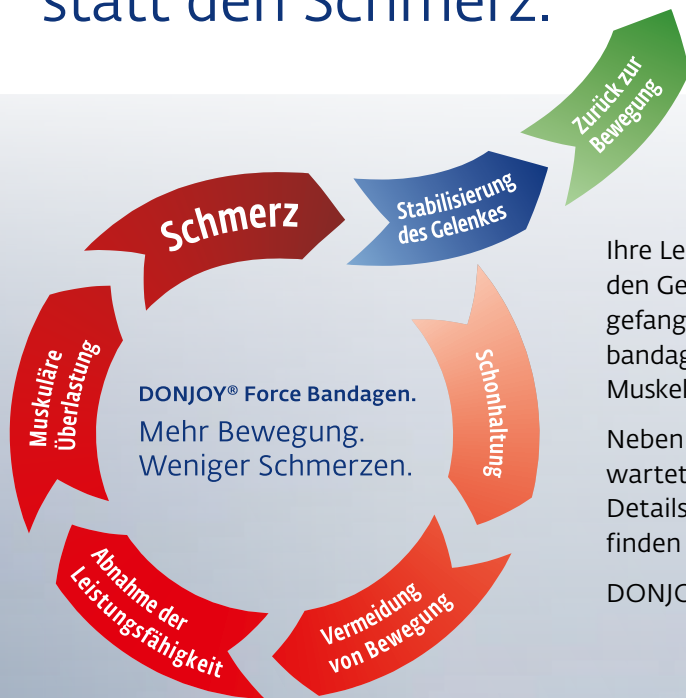 statt den Schmerz.
Zurück zur
Bewegung
Schmerz
Stabilisierung
des Gelenkes
Schonhaltung
Vermeidung
von Bewegung
Abnahme der
Leistungsfähigkeit
Muskuläre
Überlastung
DONJOY® Force Bandagen.
Mehr Bewegung.
Weniger Schmerzen.
Ihre Le
den Ge
gefang
bandag
Muskel
Neben
wartet
Details
finden
DONJO